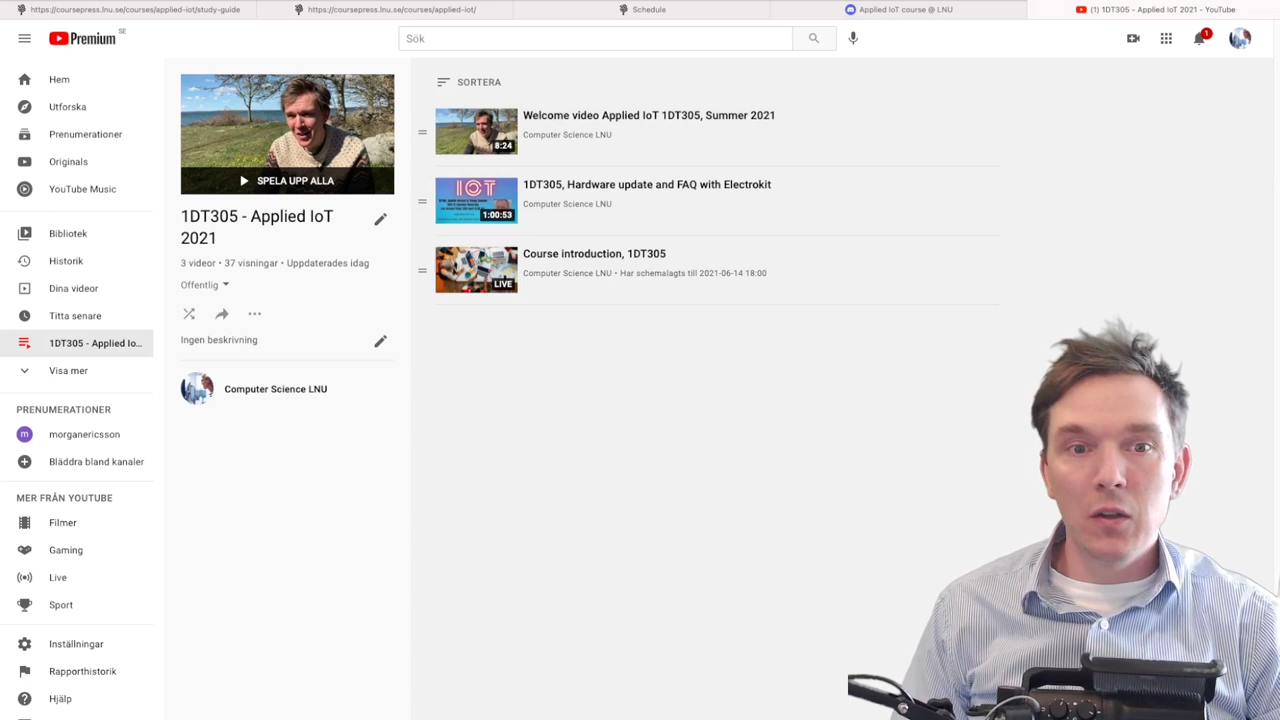 https://coursepress.lnu.se/courses/applied-iot/study-guide
https://coursepress.lnu.se/courses/applied-iot/
Schedule
Applied IoT course @ LNU
(1) 1DT305 - Applied IoT 2021 - YouTube
Premium SE
Sök
1
Hem
Utforska
Prenumerationer
Originals
YouTube Music
Bibliotek
Historik
Dina videor
Titta senare
1DT305 - Applied Io...
Visa mer
PRENUMERATIONER
m
morganericsson
Bläddra bland kanaler
MER FRÅN YOUTUBE
Filmer
Gaming
Live
Sport
Inställningar
Rapporthistorik
Hjälp
SPELA UPP ALLA
1DT305 - Applied IoT
2021
3 videor • 37 visningar • Uppdaterades idag
Offentlig
Ingen beskrivning
Computer Science LNU
SORTERA
8:24
Welcome video Applied IoT 1DT305, Summer 2021
Computer Science LNU
IOT
1:00:53
1DT305, Hardware update and FAQ with Electrokit
Computer Science LNU
LIVE
Course introduction, 1DT305
Computer Science LNU • Har schemalagts till 2021-06-14 18:00